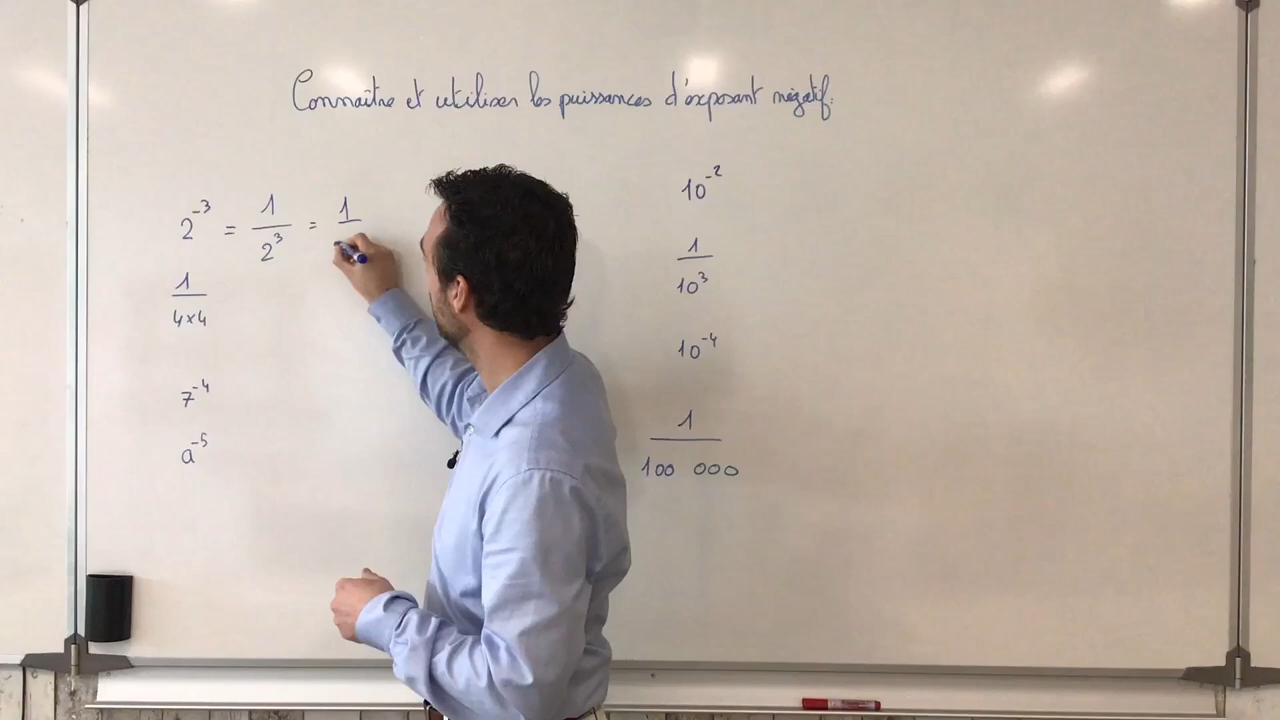 Connaître et utiliser les puissances d'exposant négatif.
2⁻³ = 1/2³ = 1/
1/4×4
7⁻⁴
a⁻⁵
10⁻²
1/10³
10⁻⁴
1/100 000